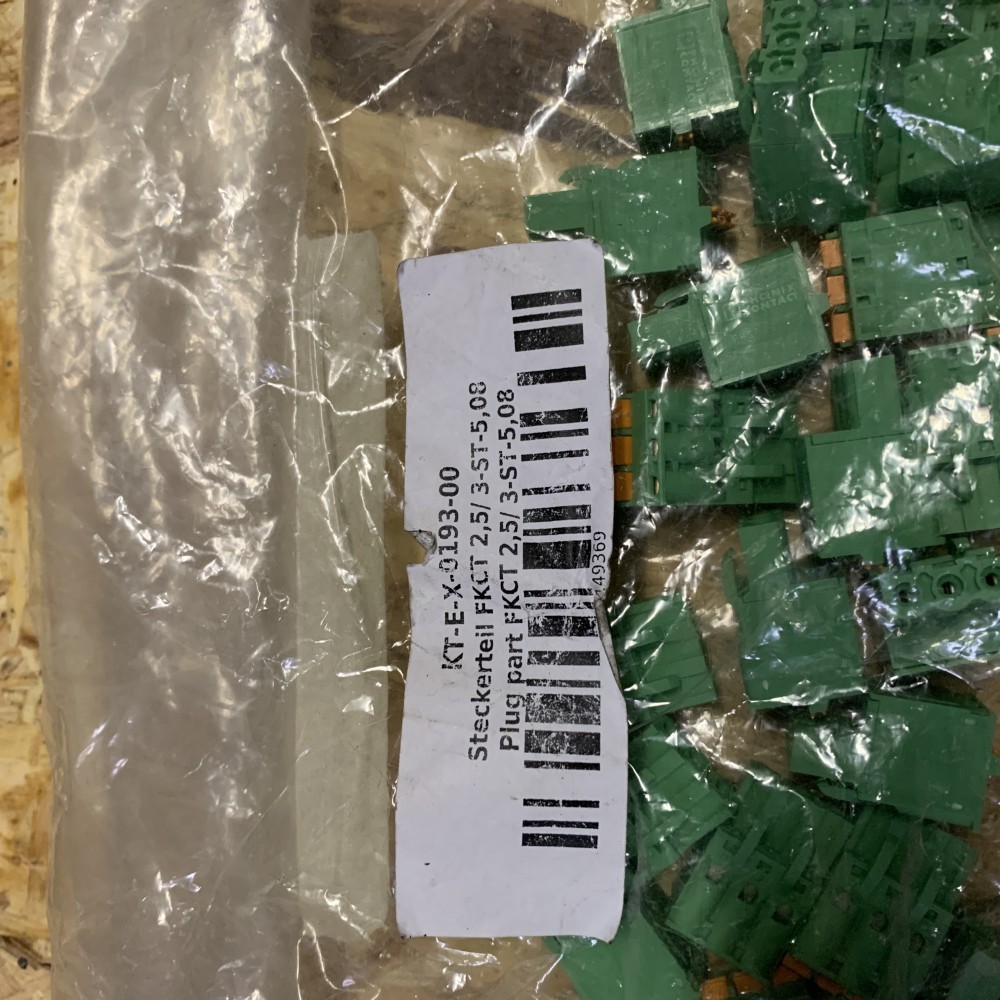 KT-E-X-0193-00
Steckerteil FKCT 2,5/ 3-ST-5,08
Plug part FKCT 2,5/ 3-ST-5,08
49369